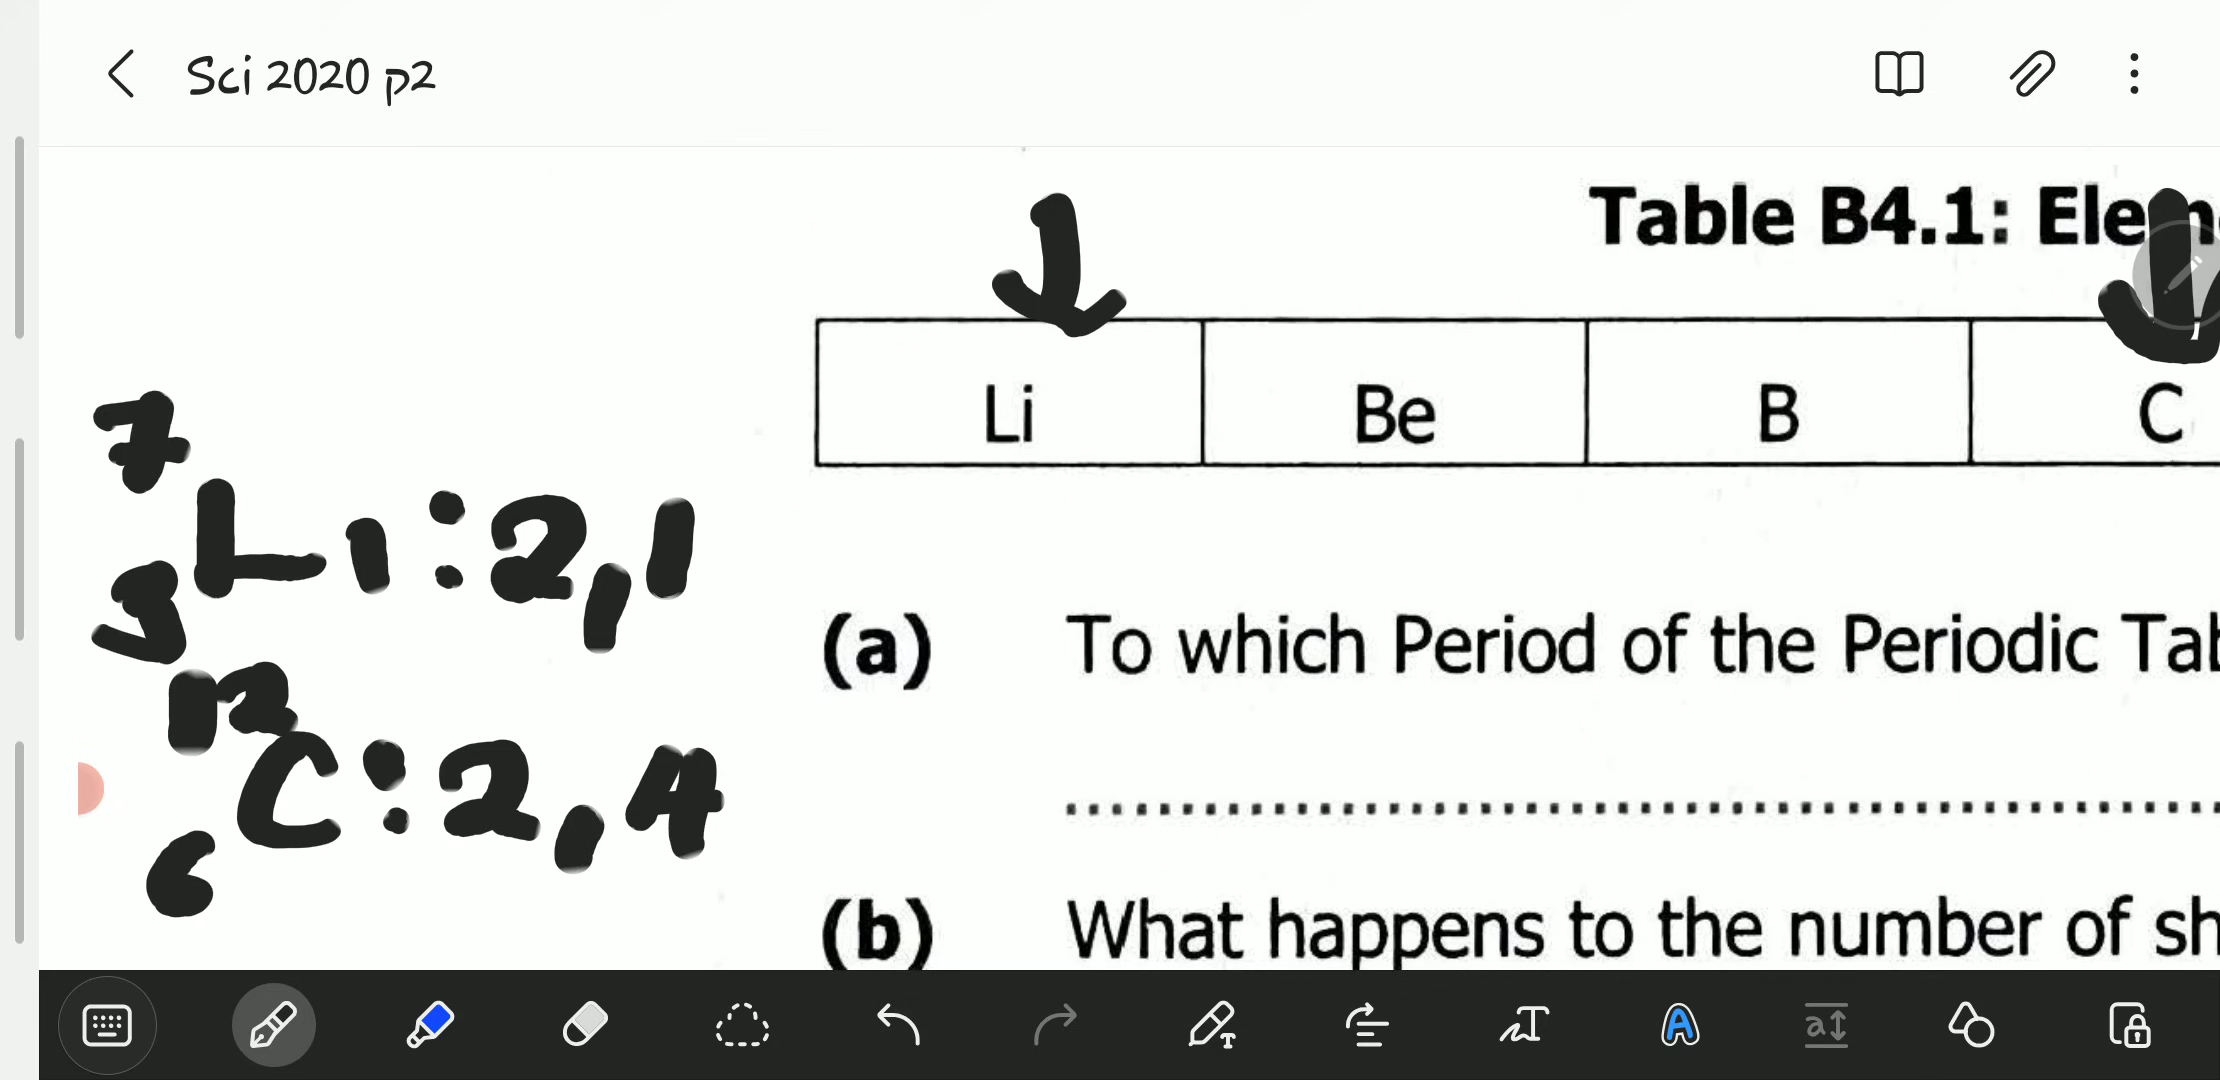 Sci 2020 p2
Table B4.1: Ele
Li Be B C
7
Li : 2,1
3
12
C : 2,4
6
(a) To which Period of the Periodic Tab
(b) What happens to the number of sh